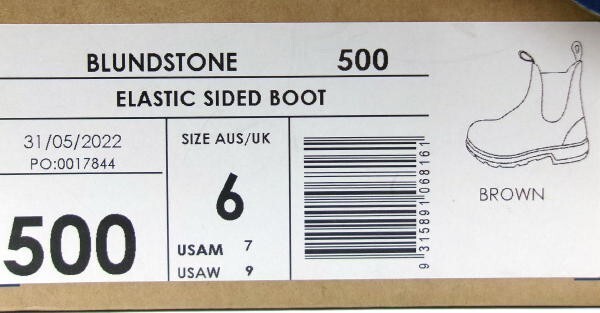 BLUNDSTONE 500
ELASTIC SIDED BOOT
31/05/2022
PO:0017844
500
SIZE AUS/UK
6
USAM 7
USAW 9
9 315891 068161
BROWN